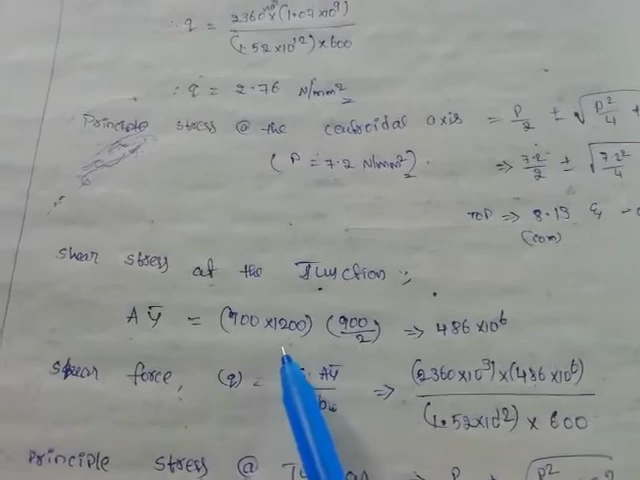 ∴ q = 2360×10³ × (1.07 ×10⁹) / (1.52 ×10¹²) × 600
∴ q = 2.76 N/mm²
Principle stress @ the centroidal axis = P/2 ± √P²/4 +
(P = 7.2 N/mm²). ⇒ 7.2/2 ± √7.2²/4
TOP ⇒ 8.13 &
(com)
Shear stress at the Junction ;
A ȳ = (900 ×1200) (900/2) ⇒ 486 ×10⁶
Shear force, (q) = Aȳ ⇒ (2360 ×10³) × (486 ×10⁶) / (1.52 ×10¹²) × 600
Principle stress @ P P²